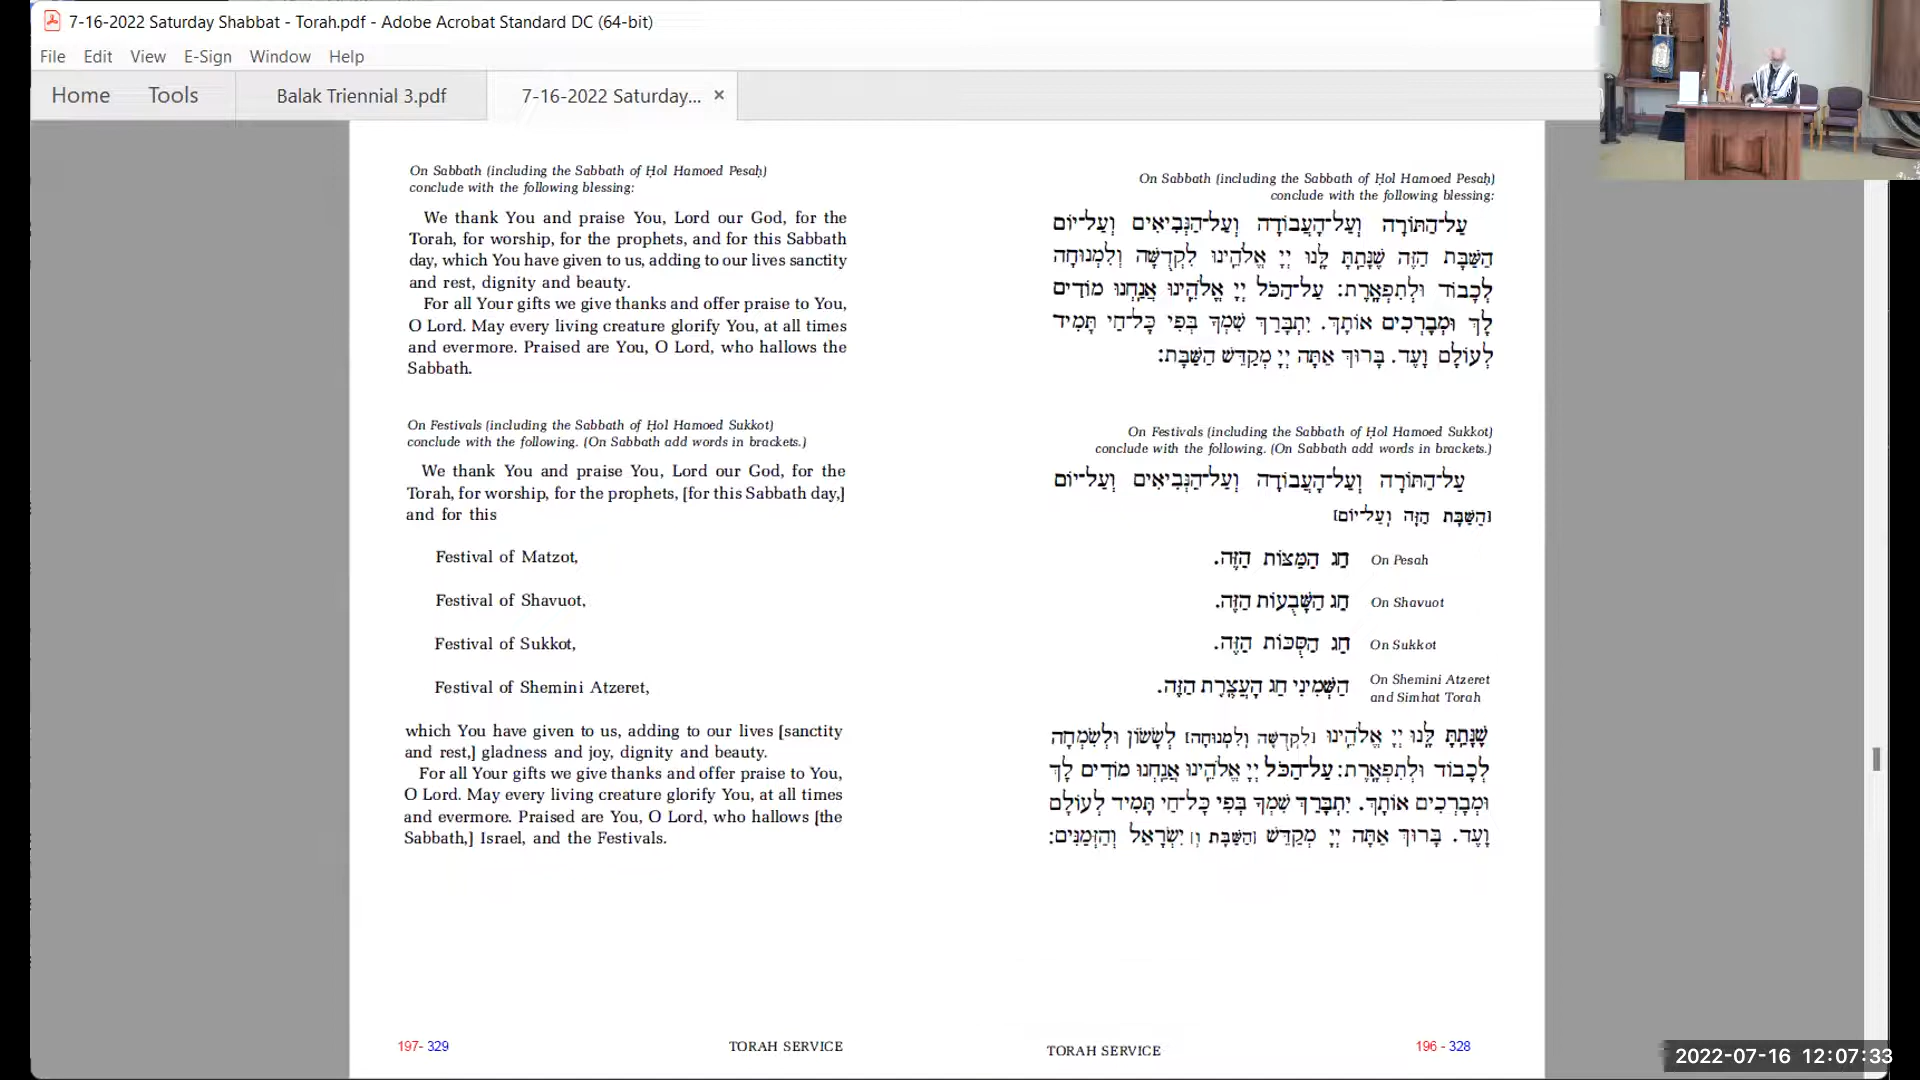 7-16-2022 Saturday Shabbat - Torah.pdf - Adobe Acrobat Standard DC (64-bit)
File Edit View E-Sign Window Help
Home Tools Balak Triennial 3.pdf 7-16-2022 Saturday... ×
On Sabbath (including the Sabbath of Ḥol Hamoed Pesaḥ)
conclude with the following blessing:
We thank You and praise You, Lord our God, for the
Torah, for worship, for the prophets, and for this Sabbath
day, which You have given to us, adding to our lives sanctity
and rest, dignity and beauty.
For all Your gifts we give thanks and offer praise to You,
O Lord. May every living creature glorify You, at all times
and evermore. Praised are You, O Lord, who hallows the
Sabbath.
On Festivals (including the Sabbath of Ḥol Hamoed Sukkot)
conclude with the following. (On Sabbath add words in brackets.)
We thank You and praise You, Lord our God, for the
Torah, for worship, for the prophets, [for this Sabbath day,]
and for this
Festival of Matzot,
Festival of Shavuot,
Festival of Sukkot,
Festival of Shemini Atzeret,
which You have given to us, adding to our lives [sanctity
and rest,] gladness and joy, dignity and beauty.
For all Your gifts we give thanks and offer praise to You,
O Lord. May every living creature glorify You, at all times
and evermore. Praised are You, O Lord, who hallows [the
Sabbath,] Israel, and the Festivals.
197- 329 TORAH SERVICE
On Sabbath (including the Sabbath of Ḥol Hamoed Pesaḥ)
conclude with the following blessing:
עַל־הַתּוֹרָה וְעַל־הָעֲבוֹדָה וְעַל־הַנְּבִיאִים וְעַל־יוֹם
הַשַּׁבָּת הַזֶּה שֶׁנָּתַתָּ לָּנוּ יְיָ אֱלֹהֵינוּ לִקְדֻשָּׁה וְלִמְנוּחָה
לְכָבוֹד וּלְתִפְאָרֶת: עַל־הַכֹּל יְיָ אֱלֹהֵינוּ אֲנַחְנוּ מוֹדִים
לָךְ וּמְבָרְכִים אוֹתָךְ. יִתְבָּרַךְ שִׁמְךָ בְּפִי כָּל־חַי תָּמִיד
לְעוֹלָם וָעֶד. בָּרוּךְ אַתָּה יְיָ מְקַדֵּשׁ הַשַּׁבָּת:
On Festivals (including the Sabbath of Ḥol Hamoed Sukkot)
conclude with the following. (On Sabbath add words in brackets.)
עַל־הַתּוֹרָה וְעַל־הָעֲבוֹדָה וְעַל־הַנְּבִיאִים וְעַל־יוֹם
[הַשַּׁבָּת הַזֶּה וְעַל־יוֹם]
On Pesah חַג הַמַּצּוֹת הַזֶּה.
On Shavuot חַג הַשָּׁבֻעוֹת הַזֶּה.
On Sukkot חַג הַסֻּכּוֹת הַזֶּה.
On Shemini Atzeret
and Simhat Torah הַשְּׁמִינִי חַג הָעֲצֶרֶת הַזֶּה.
שֶׁנָּתַתָּ לָּנוּ יְיָ אֱלֹהֵינוּ [לִקְדֻשָּׁה וְלִמְנוּחָה] לְשָׂשׂוֹן וּלְשִׂמְחָה
לְכָבוֹד וּלְתִפְאָרֶת: עַל־הַכֹּל יְיָ אֱלֹהֵינוּ אֲנַחְנוּ מוֹדִים לָךְ
וּמְבָרְכִים אוֹתָךְ. יִתְבָּרַךְ שִׁמְךָ בְּפִי כָּל־חַי תָּמִיד לְעוֹלָם
וָעֶד. בָּרוּךְ אַתָּה יְיָ מְקַדֵּשׁ [הַשַּׁבָּת וְ] יִשְׂרָאֵל וְהַזְּמַנִּים:
TORAH SERVICE 196 - 328
2022-07-16 12:07:33